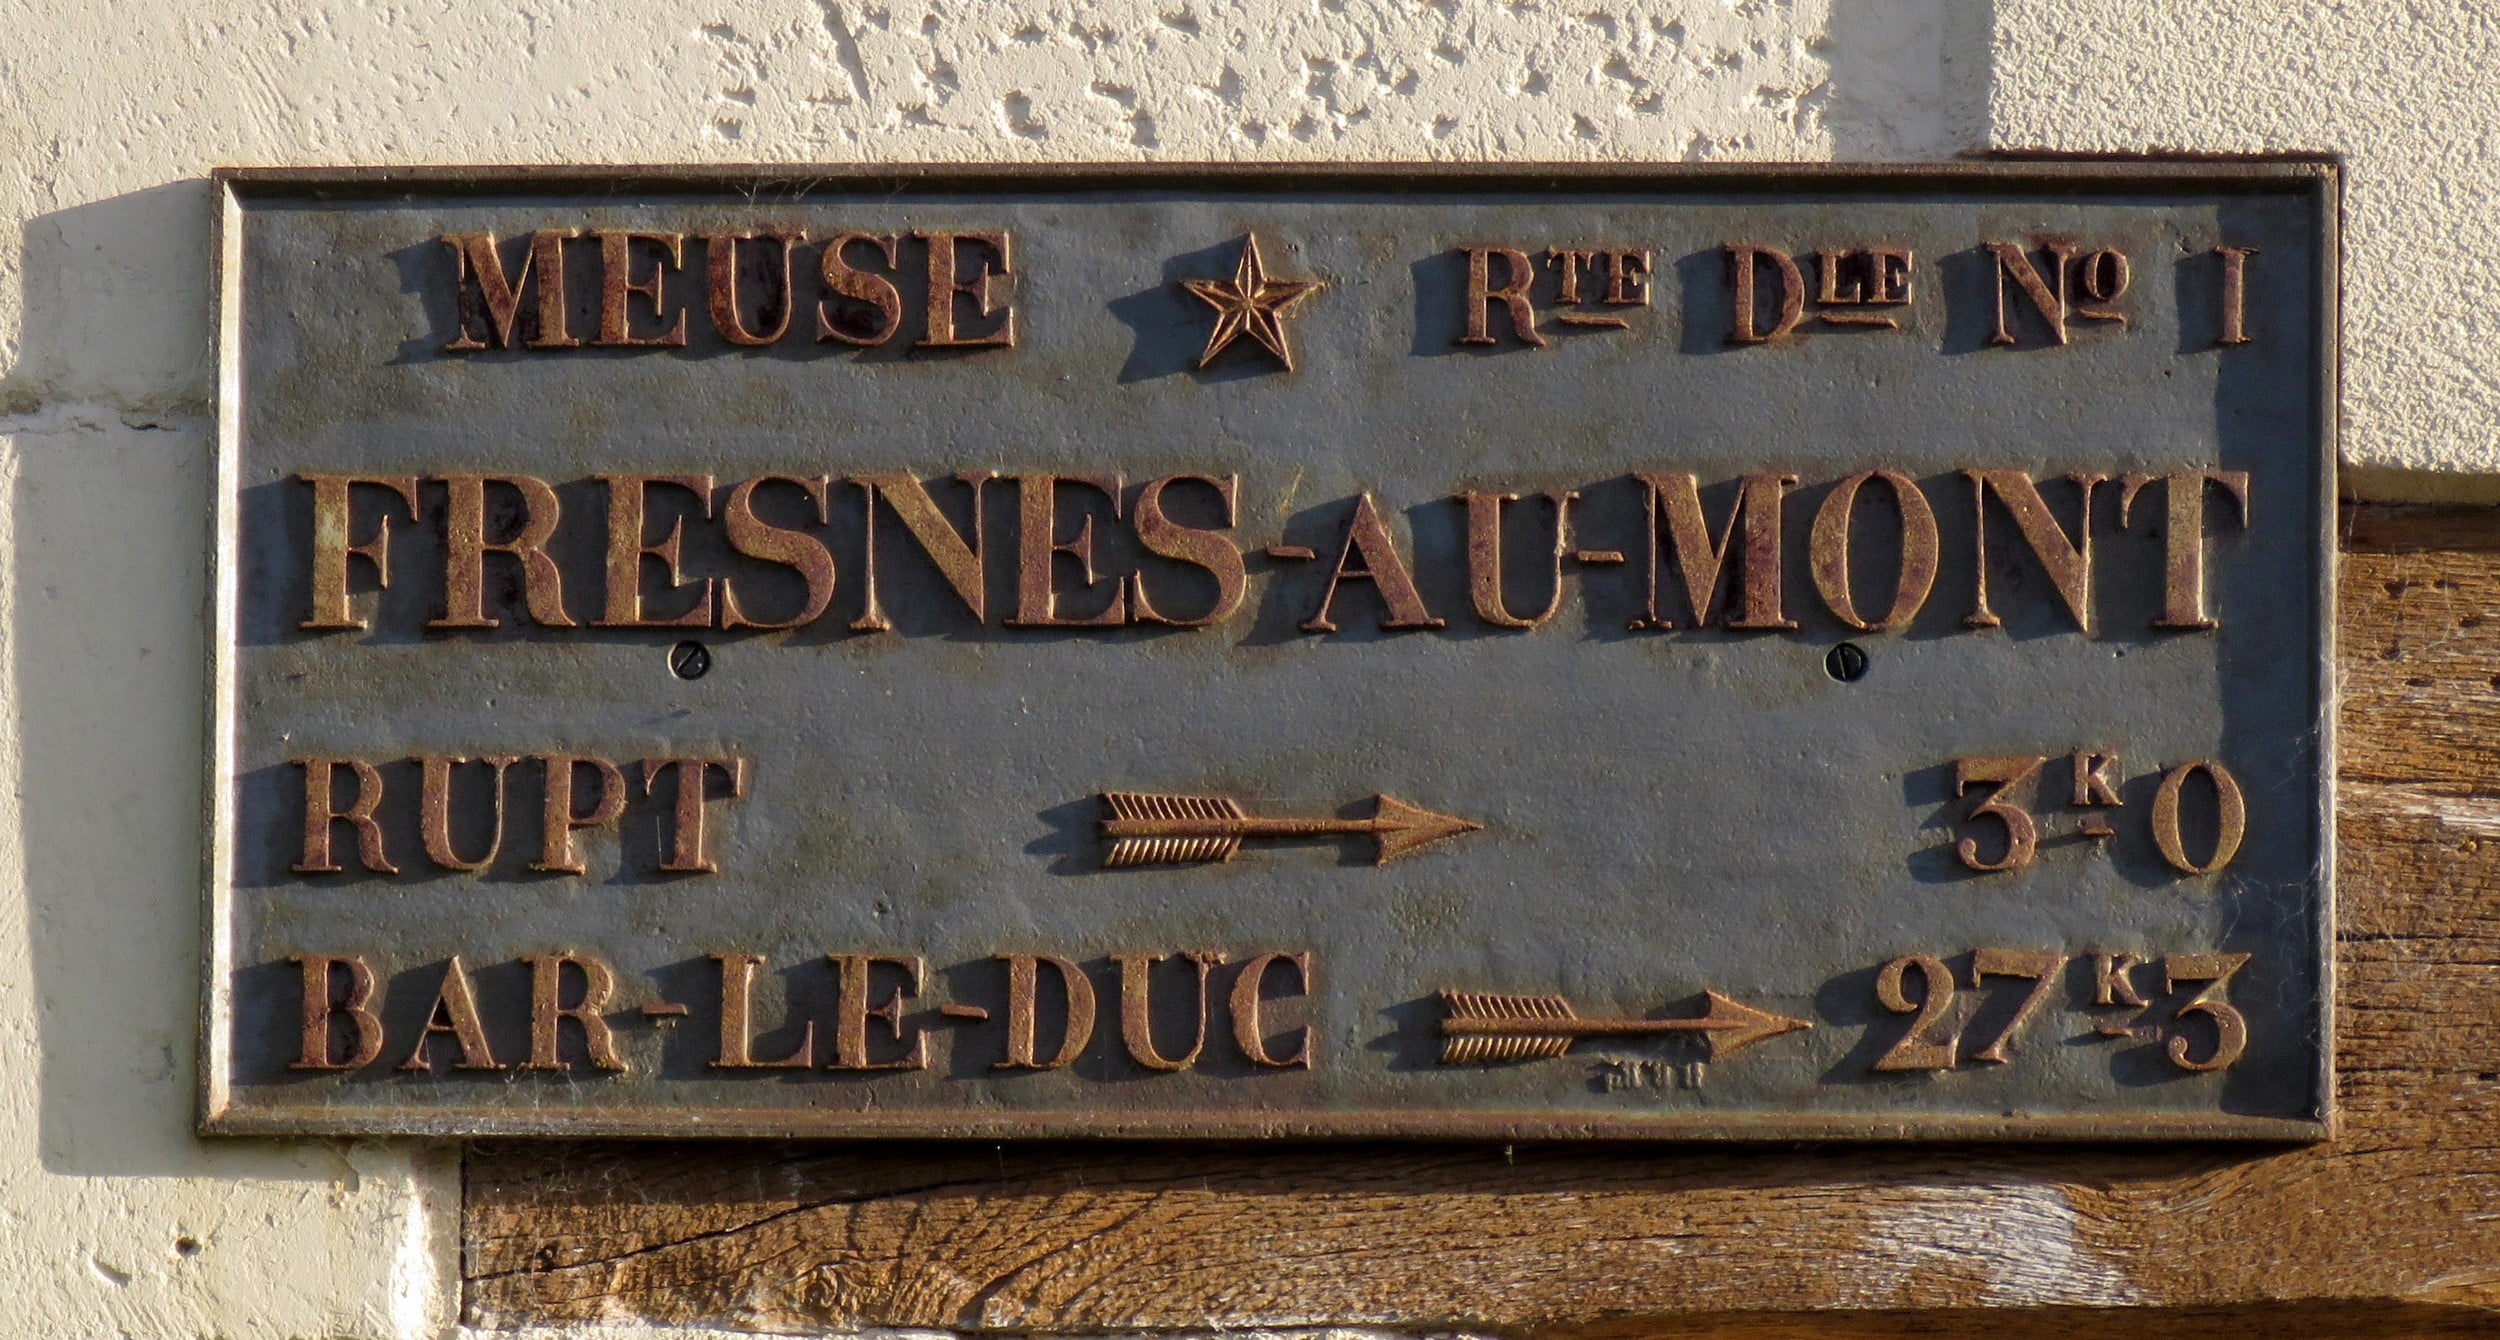 MEUSE ★ RTE DLE NO 1
FRESNES-AU-MONT
RUPT → 3K0
BAR-LE-DUC → 27K3